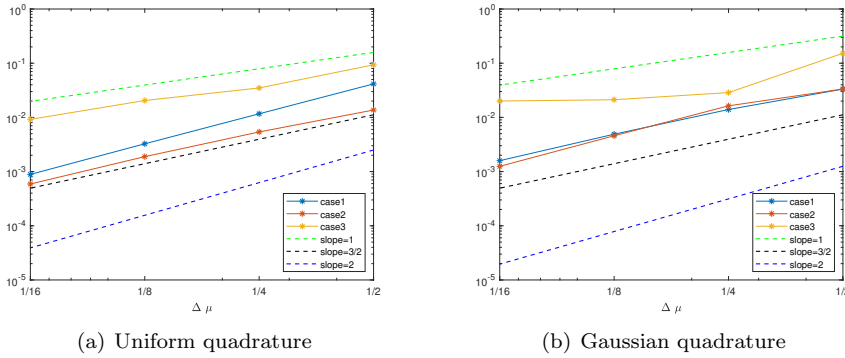 10^0
10^-1
10^-2
10^-3
10^-4
10^-5
1/16
1/8
1/4
1/2
Δ μ
case1
case2
case3
slope=1
slope=3/2
slope=2
(a) Uniform quadrature
10^0
10^-1
10^-2
10^-3
10^-4
10^-5
1/16
1/8
1/4
1/2
Δ μ
case1
case2
case3
slope=1
slope=3/2
slope=2
(b) Gaussian quadrature